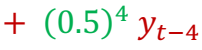 + (0.5)⁴ yₜ₋₄